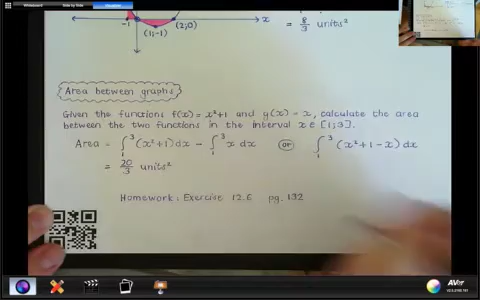 -1
(1;-1)
(2;0)
x
= 8/3 units²
Area between graphs
Given the functions f(x) = x²+1 and g(x) = x, calculate the area
between the two functions in the interval x ∈ [1;3].
Area = ∫₁³ (x²+1) dx − ∫₁³ x dx   or   ∫₁³ (x²+1−x) dx
= 20/3 units²
Homework: Exercise 12.6   pg. 132
AVer